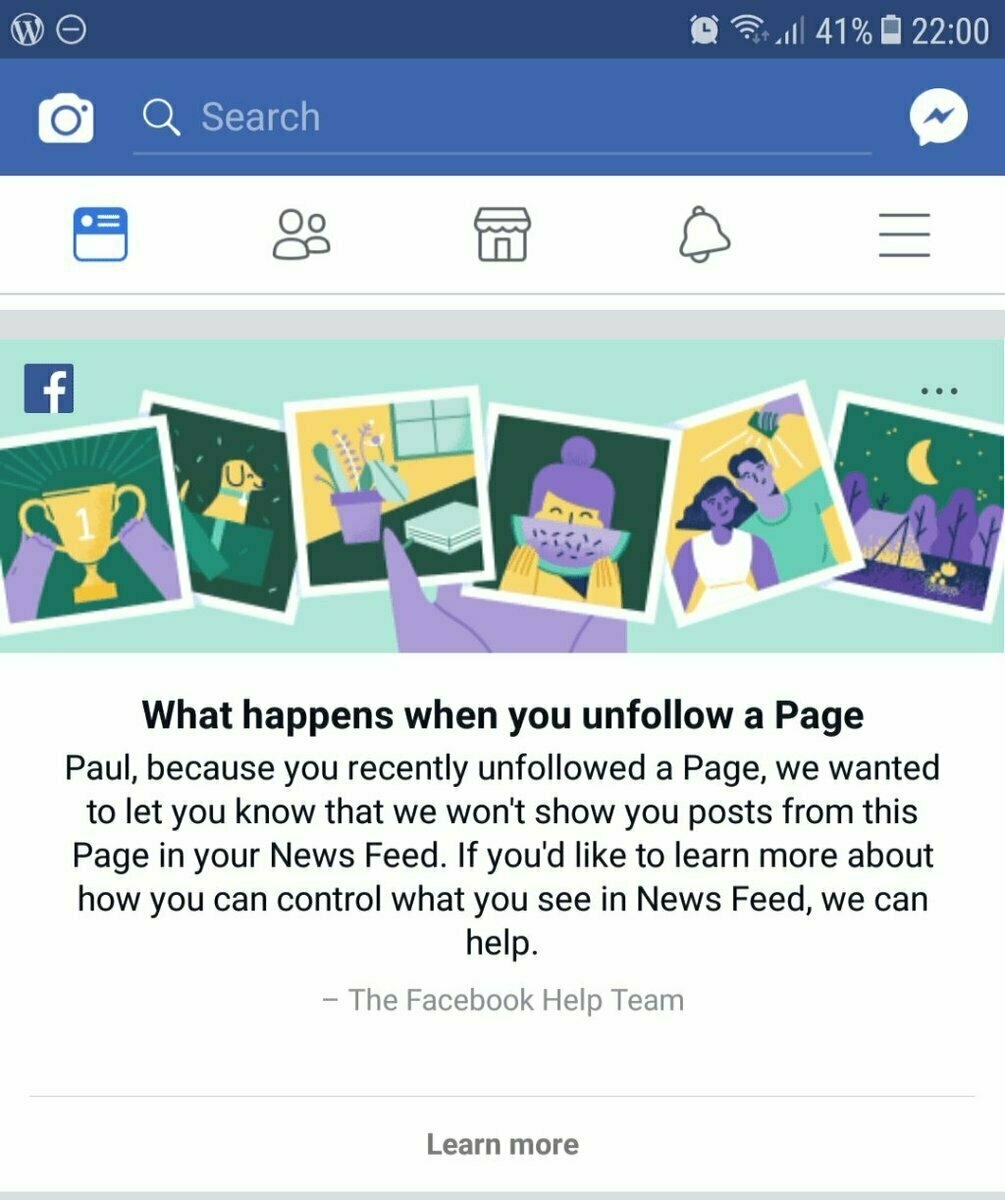 41% 22:00
Search
1
What happens when you unfollow a Page
Paul, because you recently unfollowed a Page, we wanted
to let you know that we won't show you posts from this
Page in your News Feed. If you'd like to learn more about
how you can control what you see in News Feed, we can
help.
– The Facebook Help Team
Learn more